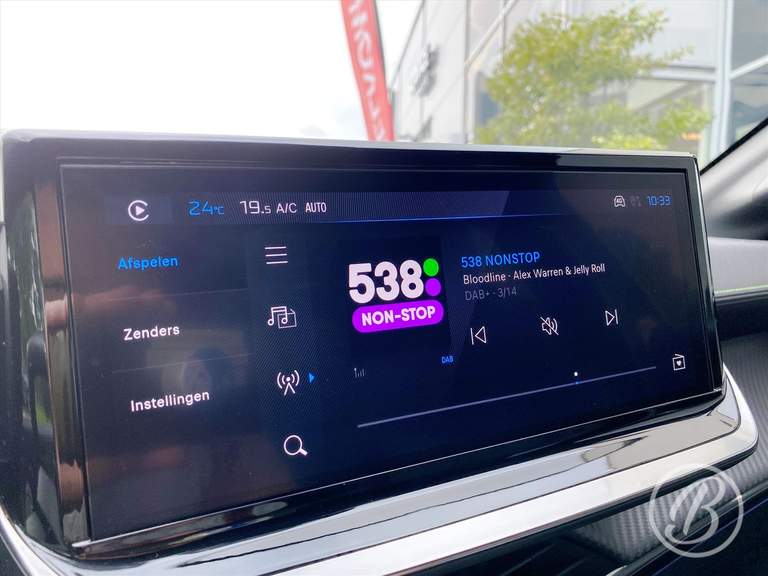 24°C 19.5 A/C AUTO 10:33
Afspelen
Zenders
Instellingen
538
NON-STOP
538 NONSTOP
Bloodline · Alex Warren & Jelly Roll
DAB+ · 3/14
DAB
B